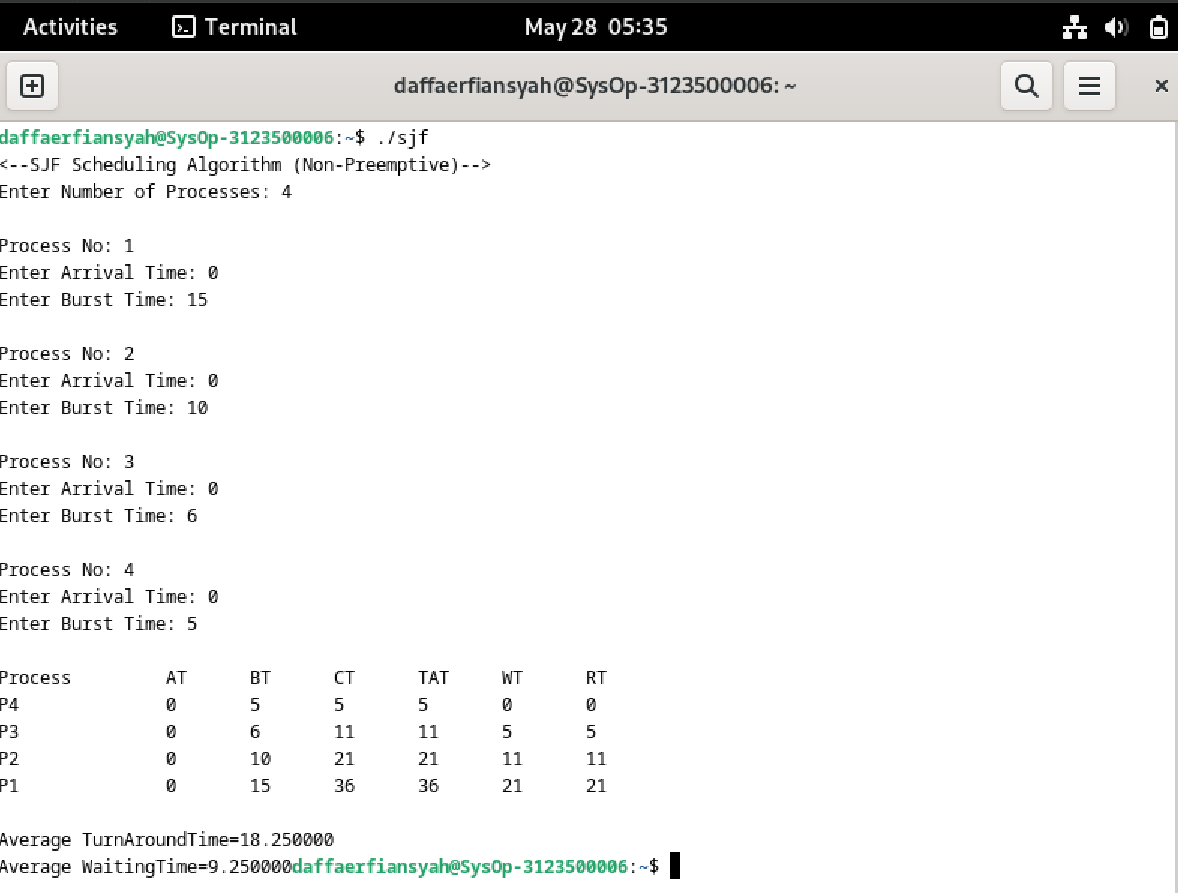 Activities Terminal May 28 05:35
daffaerfiansyah@SysOp-3123500006: ~
daffaerfiansyah@SysOp-3123500006:~$ ./sjf
<--SJF Scheduling Algorithm (Non-Preemptive)-->
Enter Number of Processes: 4
Process No: 1
Enter Arrival Time: 0
Enter Burst Time: 15
Process No: 2
Enter Arrival Time: 0
Enter Burst Time: 10
Process No: 3
Enter Arrival Time: 0
Enter Burst Time: 6
Process No: 4
Enter Arrival Time: 0
Enter Burst Time: 5
Process AT BT CT TAT WT RT
P4 0 5 5 5 0 0
P3 0 6 11 11 5 5
P2 0 10 21 21 11 11
P1 0 15 36 36 21 21
Average TurnAroundTime=18.250000
Average WaitingTime=9.250000daffaerfiansyah@SysOp-3123500006:~$